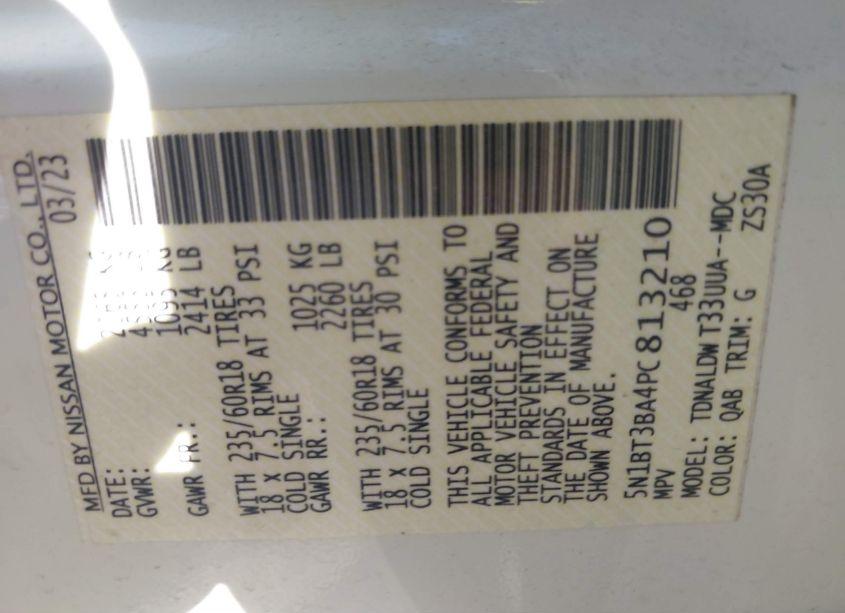 MFD BY NISSAN MOTOR CO., LTD.
DATE: 03/23
GVWR: KG
LB
GAWR FR.: 1095 KG
2414 LB
WITH 235/60R18 TIRES
18 X 7.5 RIMS AT 33 PSI
COLD SINGLE
GAWR RR.: 1025 KG
2260 LB
WITH 235/60R18 TIRES
18 X 7.5 RIMS AT 30 PSI
COLD SINGLE
THIS VEHICLE CONFORMS TO
ALL APPLICABLE FEDERAL
MOTOR VEHICLE SAFETY AND
THEFT PREVENTION
STANDARDS IN EFFECT ON
THE DATE OF MANUFACTURE
SHOWN ABOVE.
5N1BT3BA4PC813210
MPV 468
MODEL: TDNALDW T33UUA--MDC
COLOR: QAB TRIM: G ZS30A